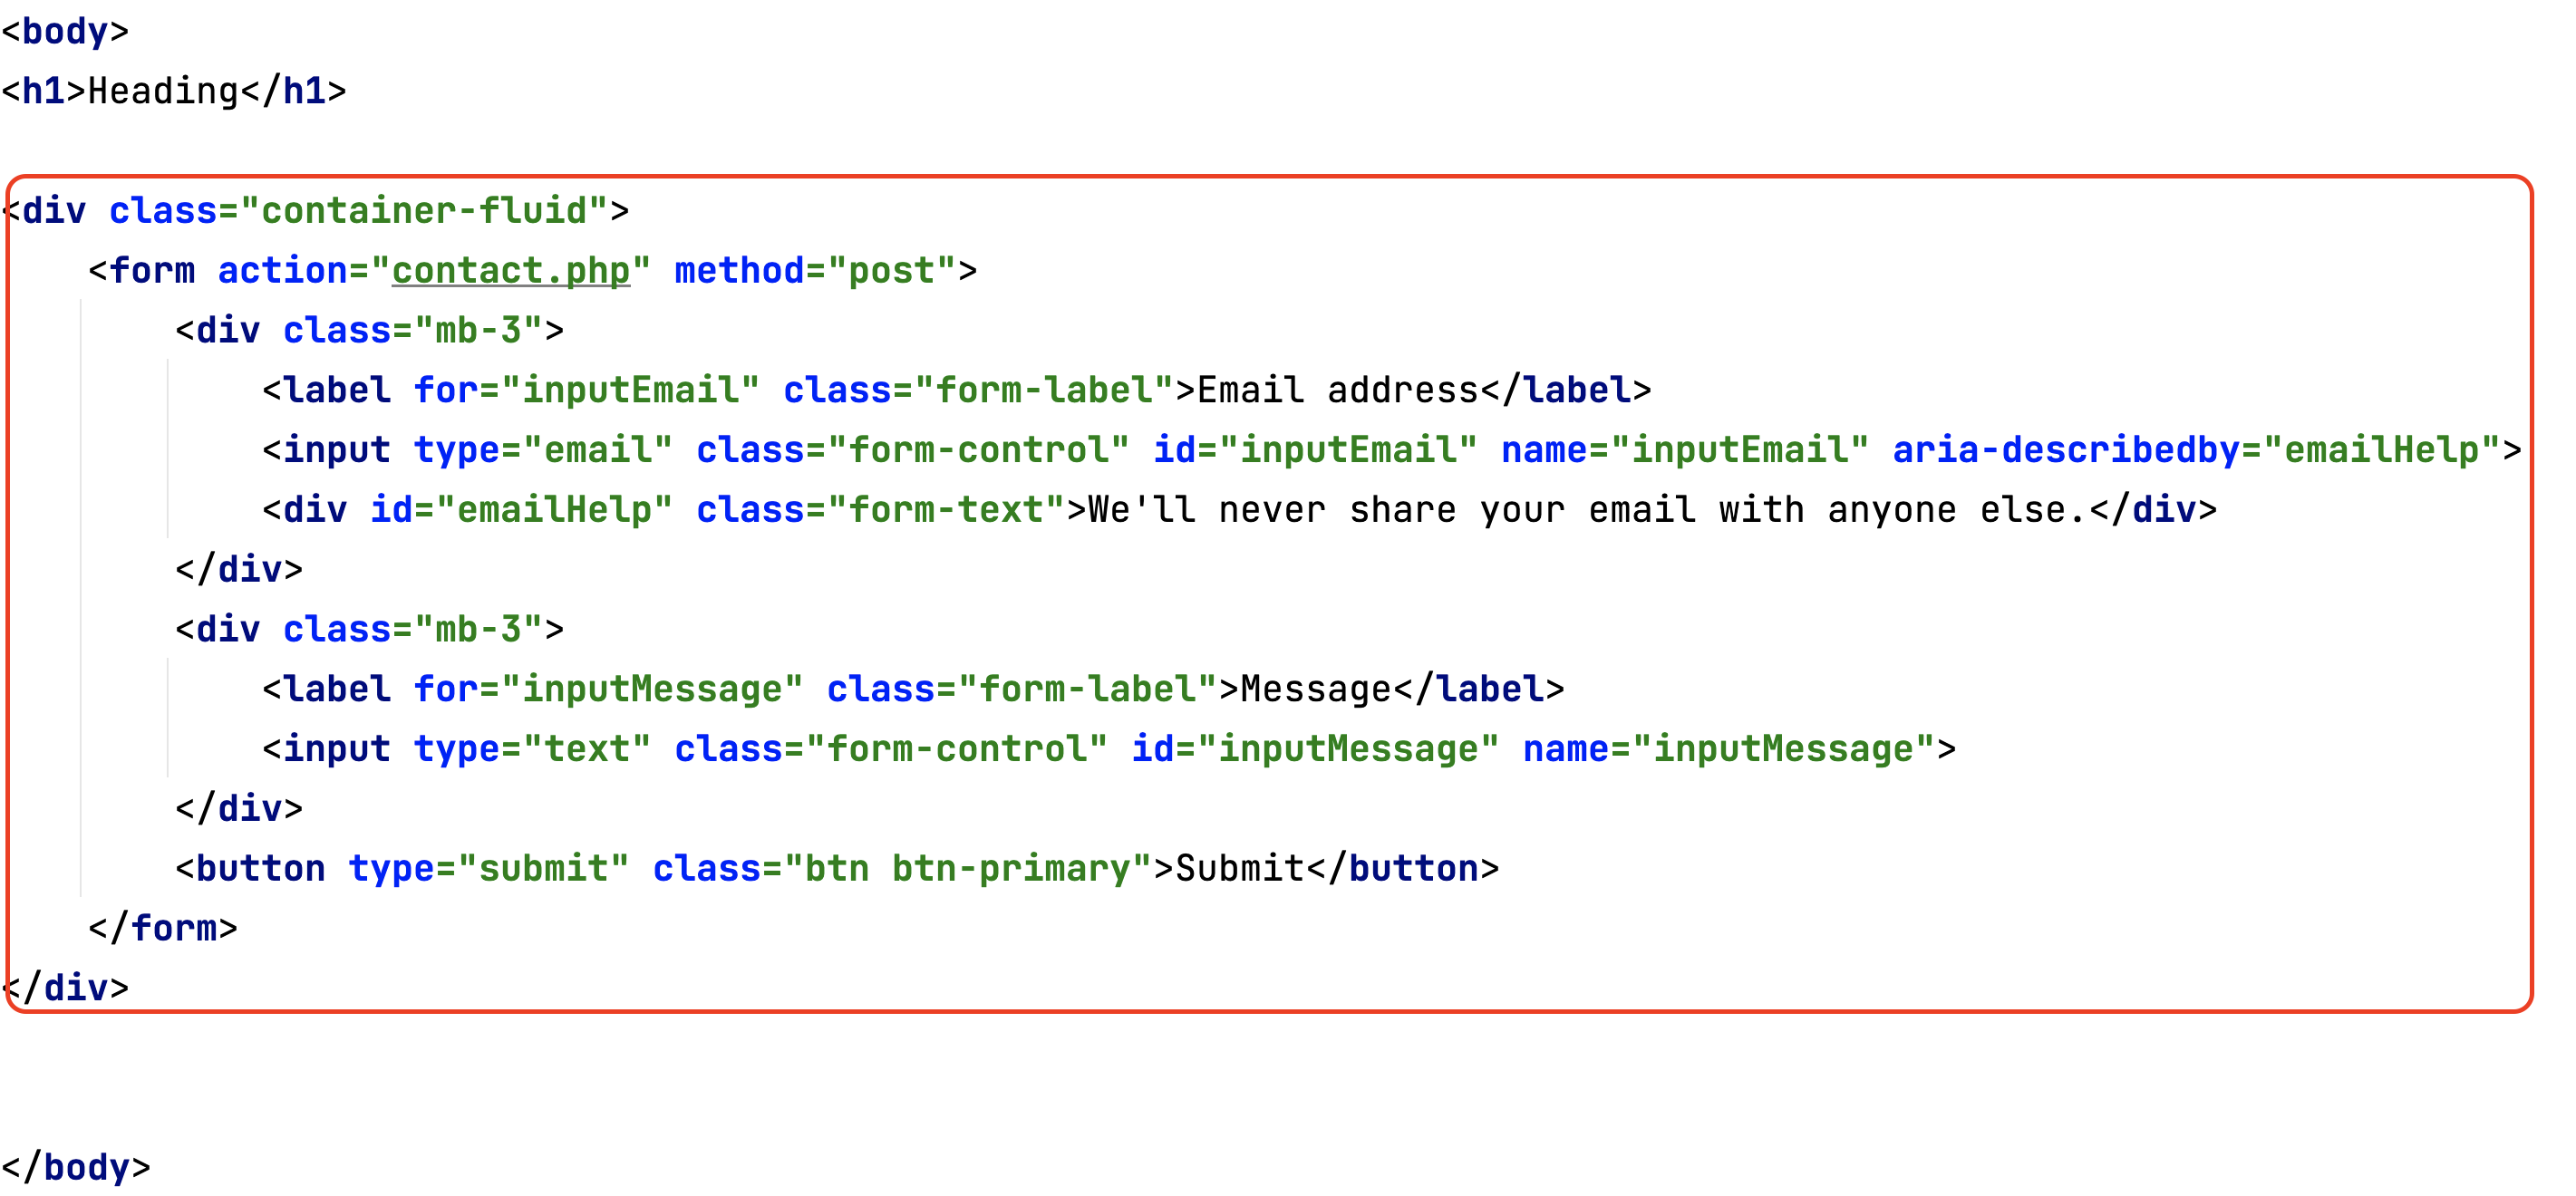 <body>
<h1>Heading</h1>
<div class="container-fluid">
    <form action="contact.php" method="post">
        <div class="mb-3">
            <label for="inputEmail" class="form-label">Email address</label>
            <input type="email" class="form-control" id="inputEmail" name="inputEmail" aria-describedby="emailHelp">
            <div id="emailHelp" class="form-text">We'll never share your email with anyone else.</div>
        </div>
        <div class="mb-3">
            <label for="inputMessage" class="form-label">Message</label>
            <input type="text" class="form-control" id="inputMessage" name="inputMessage">
        </div>
        <button type="submit" class="btn btn-primary">Submit</button>
    </form>
</div>
</body>